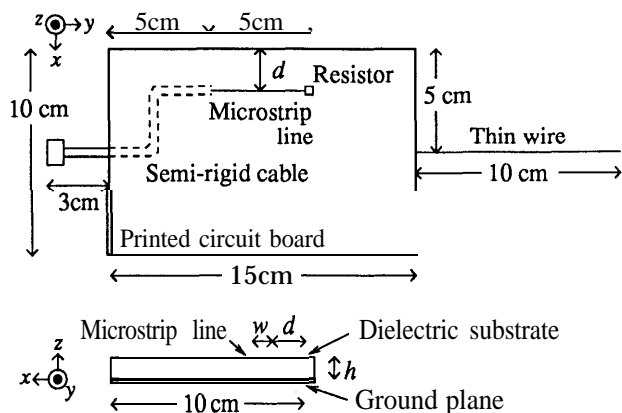 z
y
x
5cm
5cm
10 cm
d
Resistor
Microstrip
line
5 cm
Thin wire
Semi-rigid cable
3cm
10 cm
Printed circuit board
15cm
Microstrip line
w
d
Dielectric substrate
z
x
y
h
10 cm
Ground plane